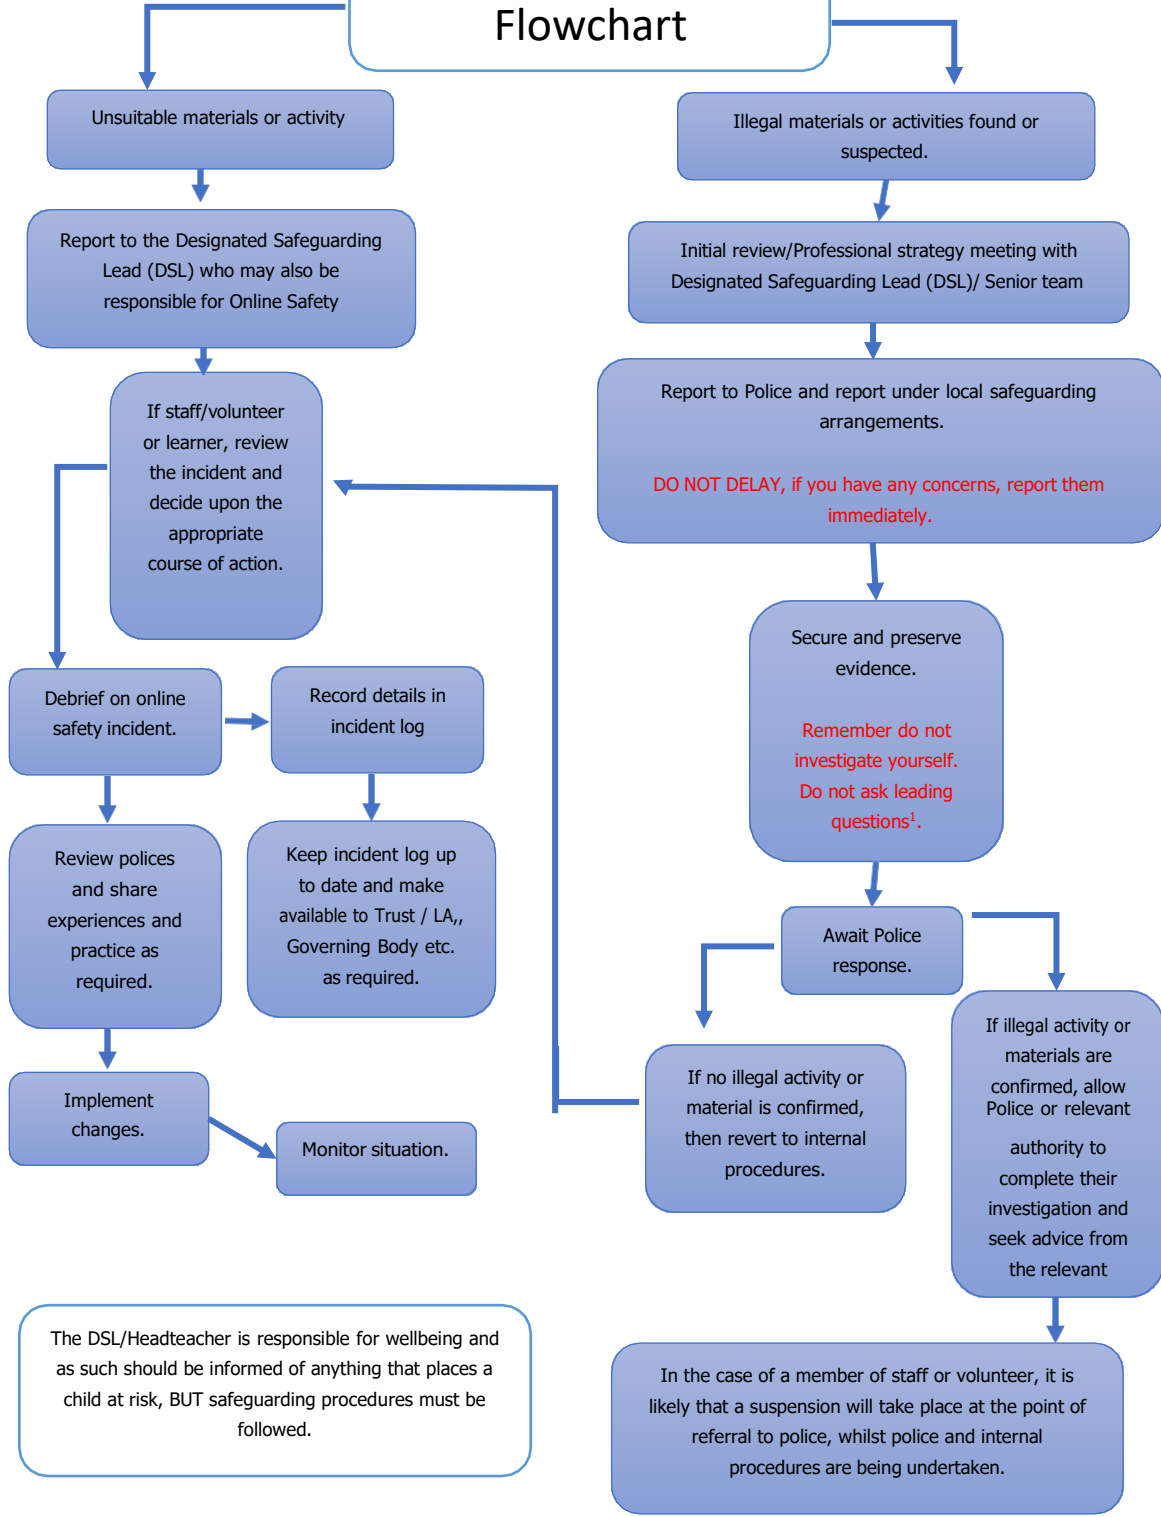 Flowchart
Unsuitable materials or activity
Report to the Designated Safeguarding
Lead (DSL) who may also be
responsible for Online Safety
If staff/volunteer
or learner, review
the incident and
decide upon the
appropriate
course of action.
Debrief on online
safety incident.
Record details in
incident log
Review polices
and share
experiences and
practice as
required.
Keep incident log up
to date and make
available to Trust / LA,,
Governing Body etc.
as required.
Implement
changes.
Monitor situation.
Illegal materials or activities found or
suspected.
Initial review/Professional strategy meeting with
Designated Safeguarding Lead (DSL)/ Senior team
Report to Police and report under local safeguarding
arrangements.
DO NOT DELAY, if you have any concerns, report them
immediately.
Secure and preserve
evidence.
Remember do not
investigate yourself.
Do not ask leading
questions¹.
Await Police
response.
If no illegal activity or
material is confirmed,
then revert to internal
procedures.
If illegal activity or
materials are
confirmed, allow
Police or relevant
authority to
complete their
investigation and
seek advice from
the relevant
In the case of a member of staff or volunteer, it is
likely that a suspension will take place at the point of
referral to police, whilst police and internal
procedures are being undertaken.
The DSL/Headteacher is responsible for wellbeing and
as such should be informed of anything that places a
child at risk, BUT safeguarding procedures must be
followed.